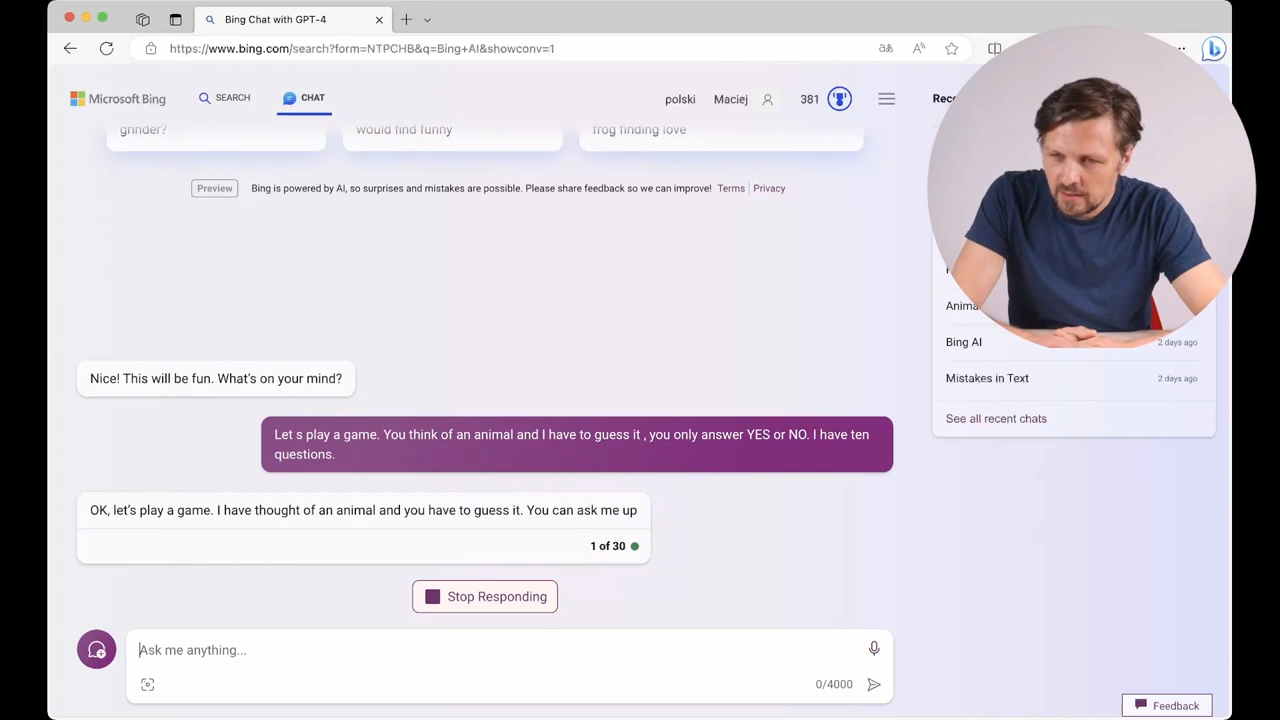 Bing Chat with GPT-4
https://www.bing.com/search?form=NTPCHB&q=Bing+AI&showconv=1
Microsoft Bing
SEARCH
CHAT
polski
Maciej
381
grinder?
would find funny
frog finding love
Preview
Bing is powered by AI, so surprises and mistakes are possible. Please share feedback so we can improve! Terms | Privacy
Bing AI
2 days ago
Mistakes in Text
2 days ago
See all recent chats
Nice! This will be fun. What's on your mind?
Let s play a game. You think of an animal and I have to guess it , you only answer YES or NO. I have ten
questions.
OK, let's play a game. I have thought of an animal and you have to guess it. You can ask me up
1 of 30
Stop Responding
Ask me anything...
0/4000
Feedback